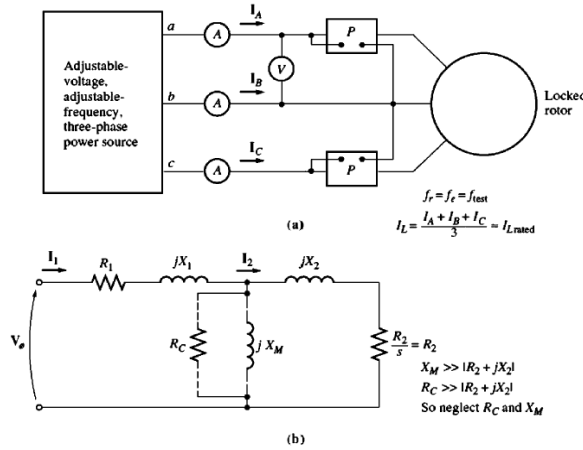 a
I_A
A
P
Adjustable-
voltage,
adjustable-
frequency,
three-phase
power source
V
b
I_B
A
Locked
rotor
c
I_C
A
P
f_r = f_e = f_test
I_L = (I_A + I_B + I_C)/3 = I_L rated
(a)
I_1
R_1
jX_1
I_2
jX_2
V_ϕ
R_C
j X_M
R_2/s = R_2
X_M >> |R_2 + jX_2|
R_C >> |R_2 + jX_2|
So neglect R_C and X_M
(b)